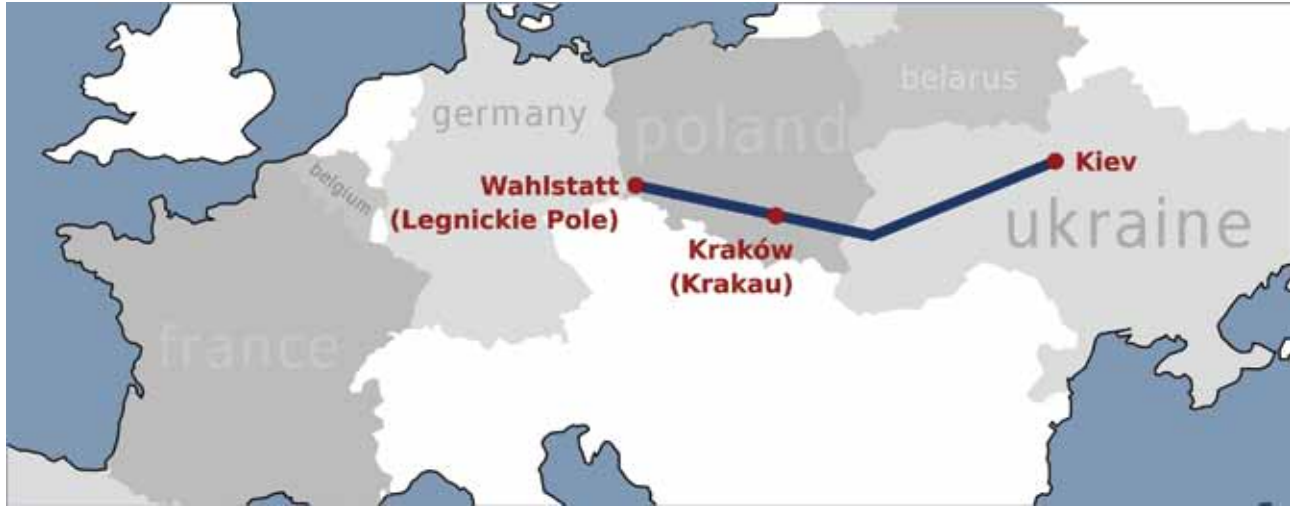 germany
belarus
poland
belgium
Wahlstatt
(Legnickie Pole)
Kiev
ukraine
Kraków
(Krakau)
france